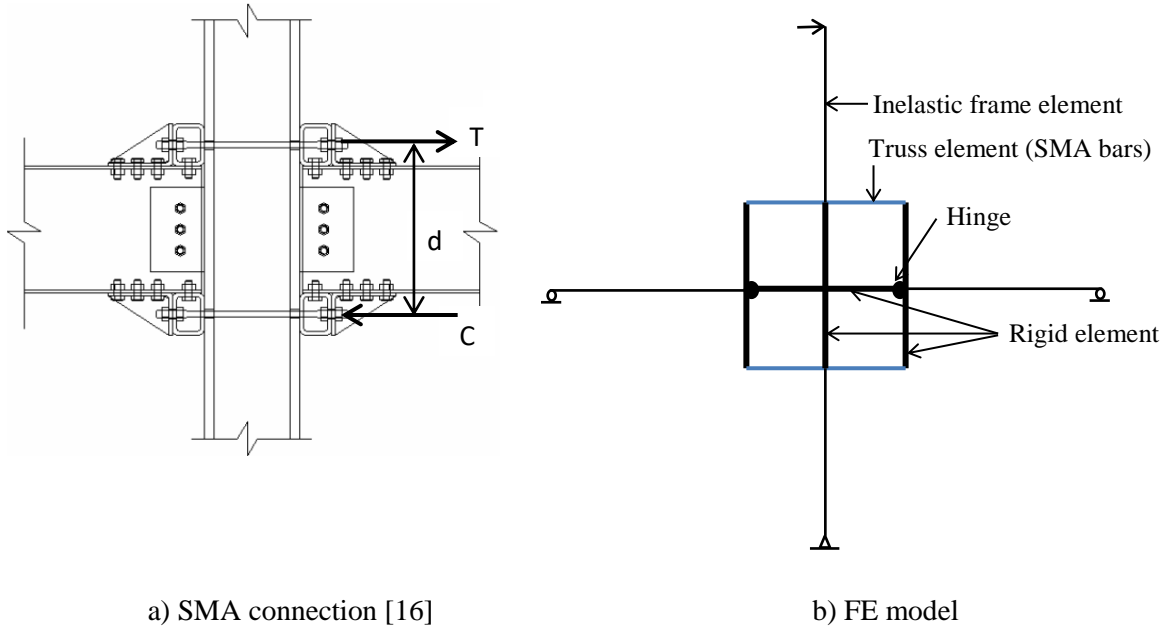 T
d
C
a) SMA connection [16]
Inelastic frame element
Truss element (SMA bars)
Hinge
Rigid element
b) FE model